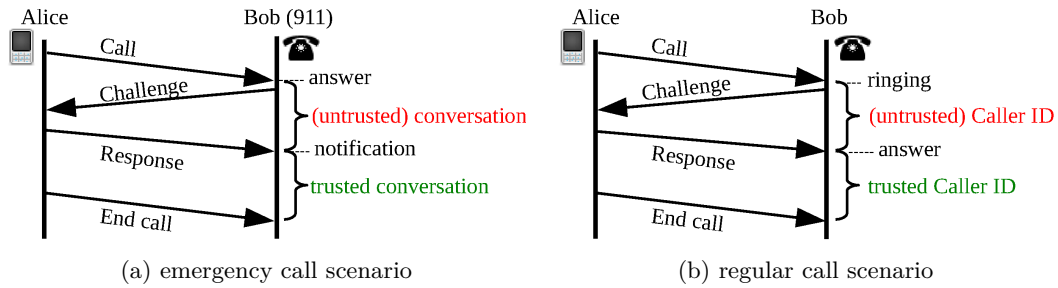 Alice
Bob (911)
Call
answer
Challenge
(untrusted) conversation
notification
Response
trusted conversation
End call
(a) emergency call scenario
Alice
Bob
Call
ringing
Challenge
(untrusted) Caller ID
answer
Response
trusted Caller ID
End call
(b) regular call scenario